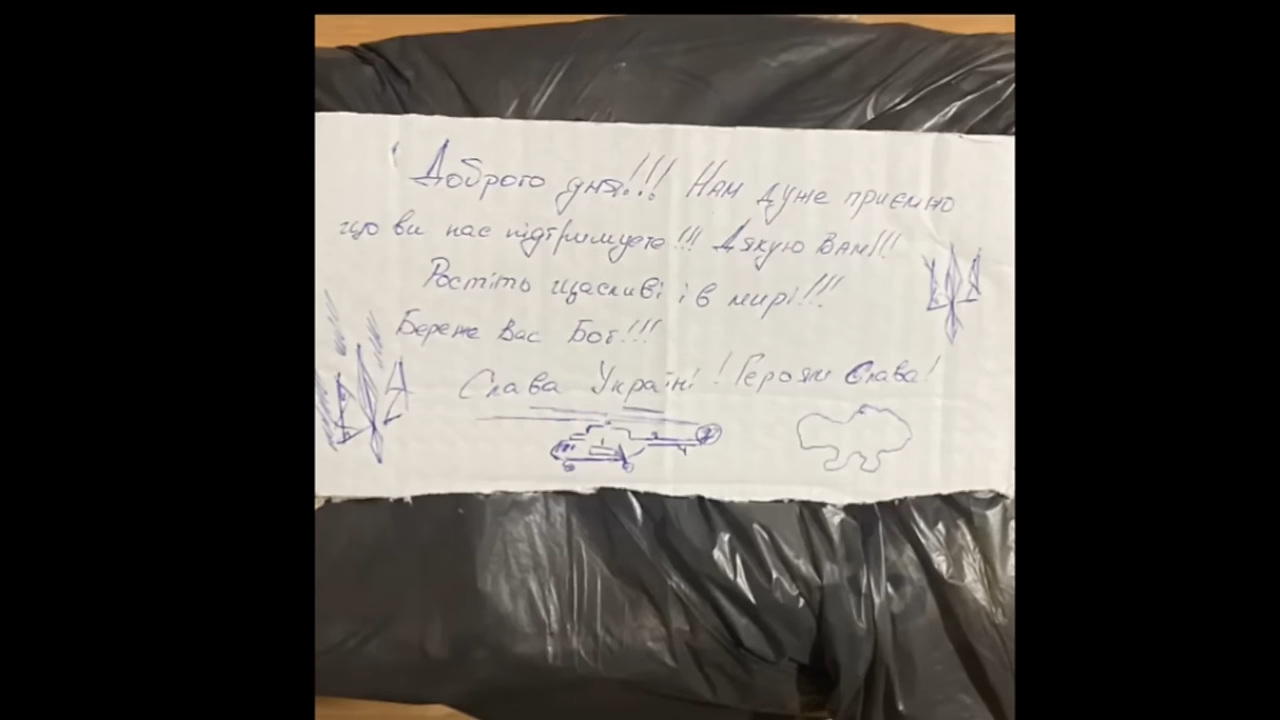 Доброго дня!!! Нам дуже приємно
що ви нас підтримуєте!!! Дякую Вам!!!
Ростіть щасливі і в мирі!!!
Береже Вас Бог!!!
Слава Україні! Героям Слава!